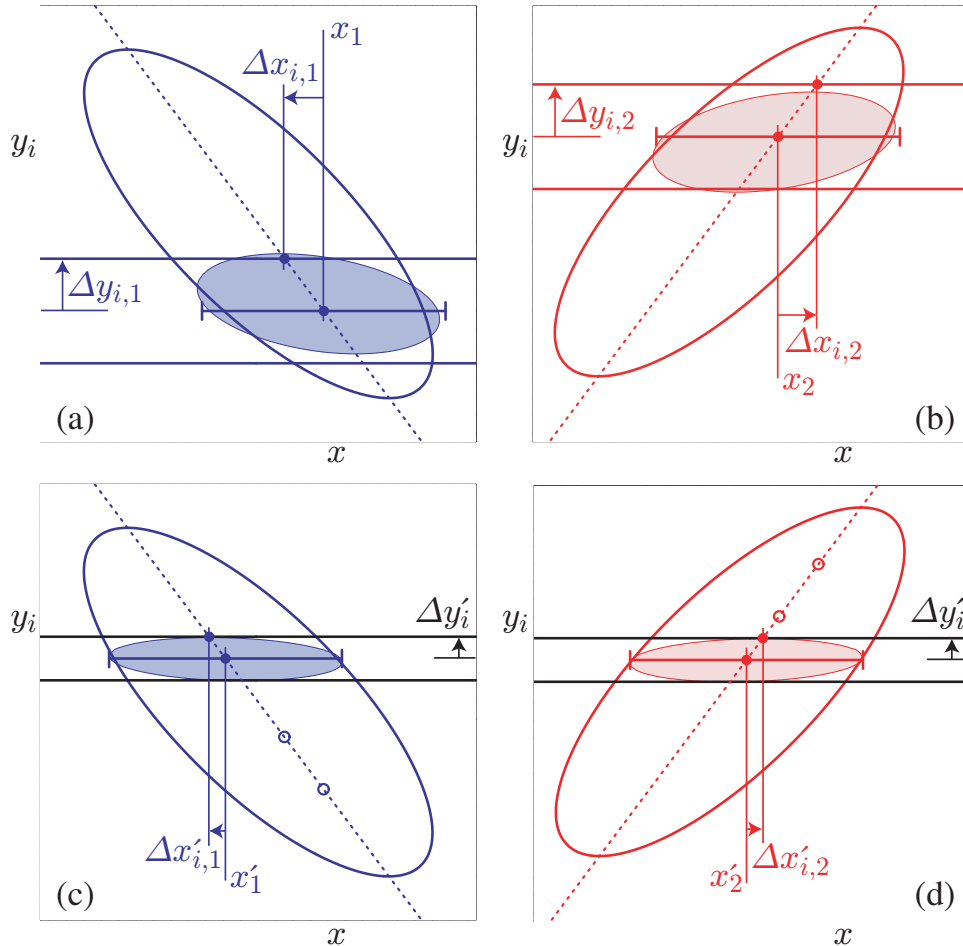 x₁
Δx_{i,1}
y_i
Δy_{i,1}
(a)
x
Δy_{i,2}
y_i
Δx_{i,2}
x₂
(b)
x
y_i
Δy′_i
Δx′_{i,1}
x′₁
(c)
x
y_i
Δy′_i
Δx′_{i,2}
x′₂
(d)
x